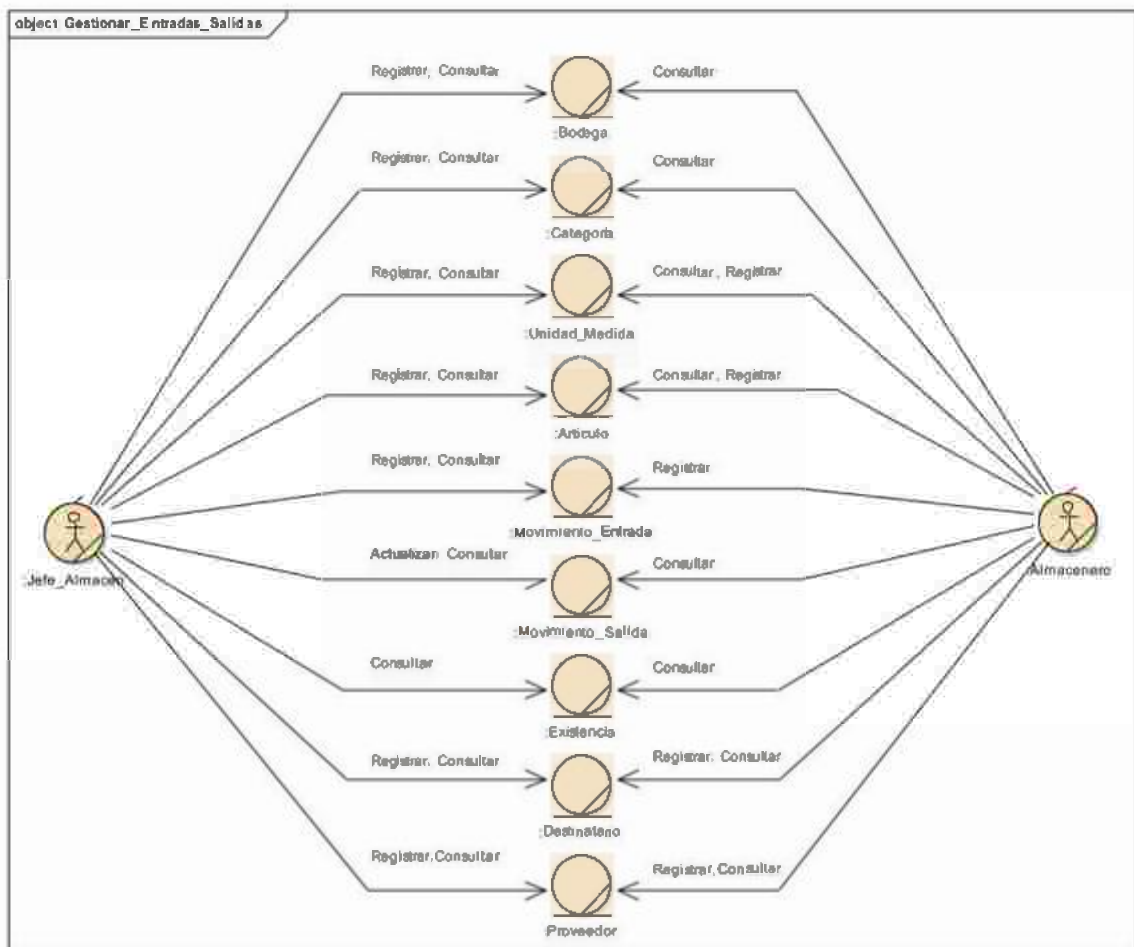 object Gestionar_Entradas_Salidas
Registrar, Consultar
Consultar
:Bodega
Registrar, Consultar
Consultar
:Categoria
Registrar, Consultar
Consultar, Registrar
:Unidad_Medida
Registrar, Consultar
Consultar, Registrar
:Articulo
Registrar, Consultar
Registrar
:Movimiento_Entrada
:Jefe_Almacen
:Almacenero
Actualizar, Consultar
Consultar
:Movimiento_Salida
Consultar
Consultar
:Existencia
Registrar, Consultar
Registrar, Consultar
:Destinatario
Registrar,Consultar
Registrar,Consultar
:Proveedor